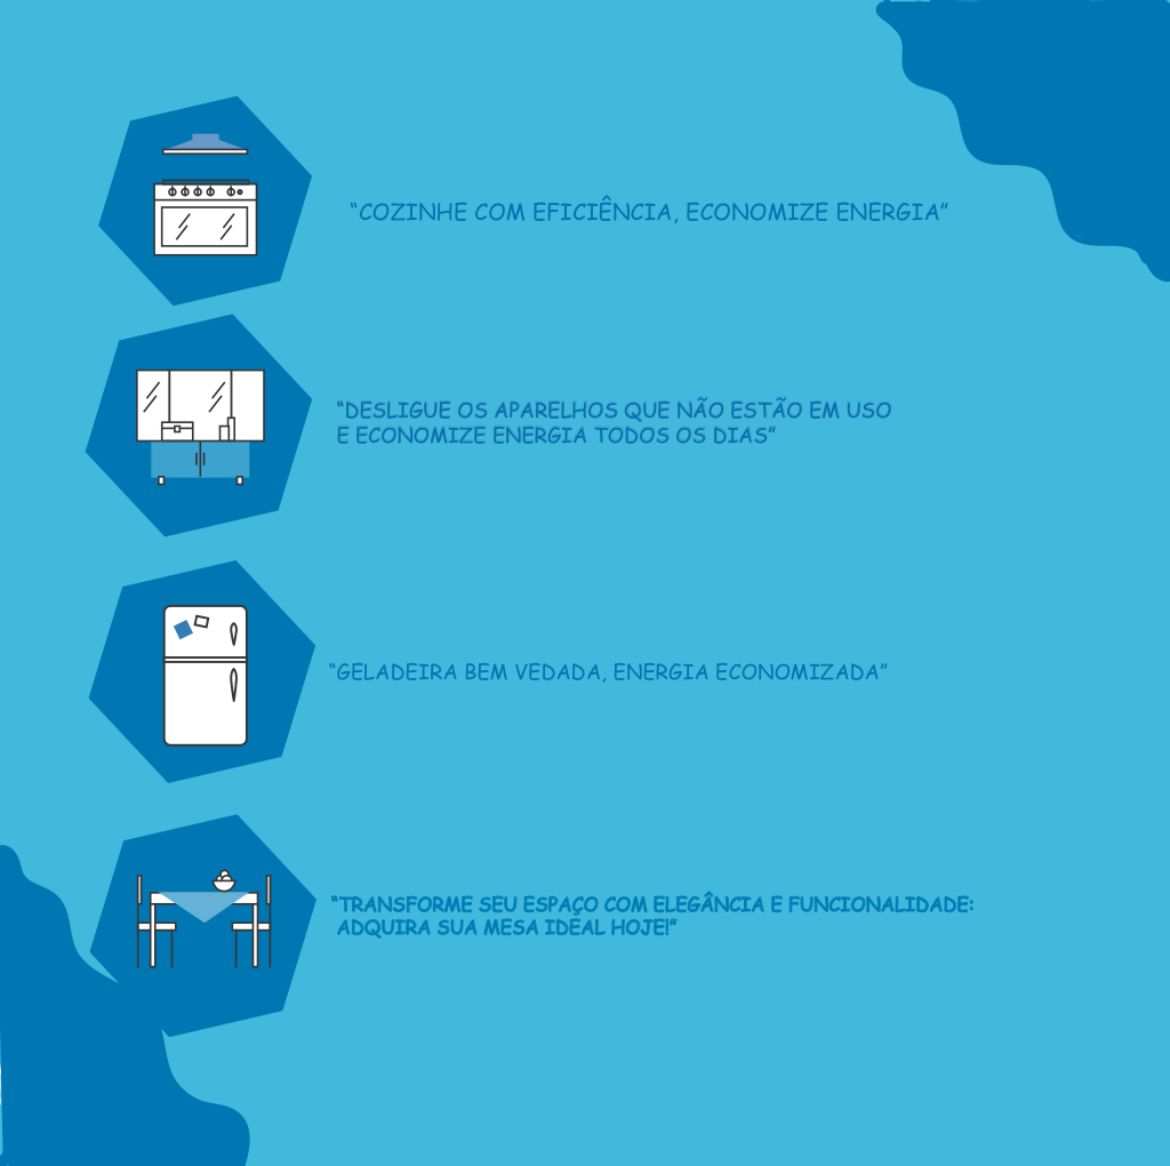 “COZINHE COM EFICIÊNCIA, ECONOMIZE ENERGIA”
“DESLIGUE OS APARELHOS QUE NÃO ESTÃO EM USO
E ECONOMIZE ENERGIA TODOS OS DIAS”
“GELADEIRA BEM VEDADA, ENERGIA ECONOMIZADA”
“TRANSFORME SEU ESPAÇO COM ELEGÂNCIA E FUNCIONALIDADE:
ADQUIRA SUA MESA IDEAL HOJE!”